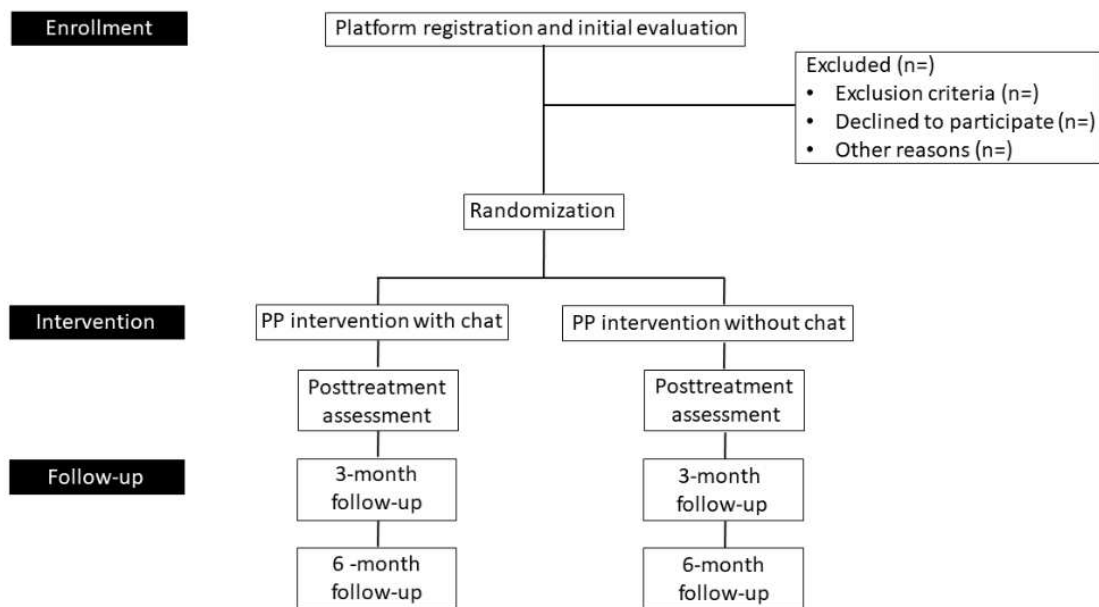 Enrollment
Platform registration and initial evaluation
Excluded (n=)
• Exclusion criteria (n=)
• Declined to participate (n=)
• Other reasons (n=)
Randomization
Intervention
PP intervention with chat
PP intervention without chat
Posttreatment
assessment
Posttreatment
assessment
Follow-up
3-month
follow-up
3-month
follow-up
6 -month
follow-up
6-month
follow-up